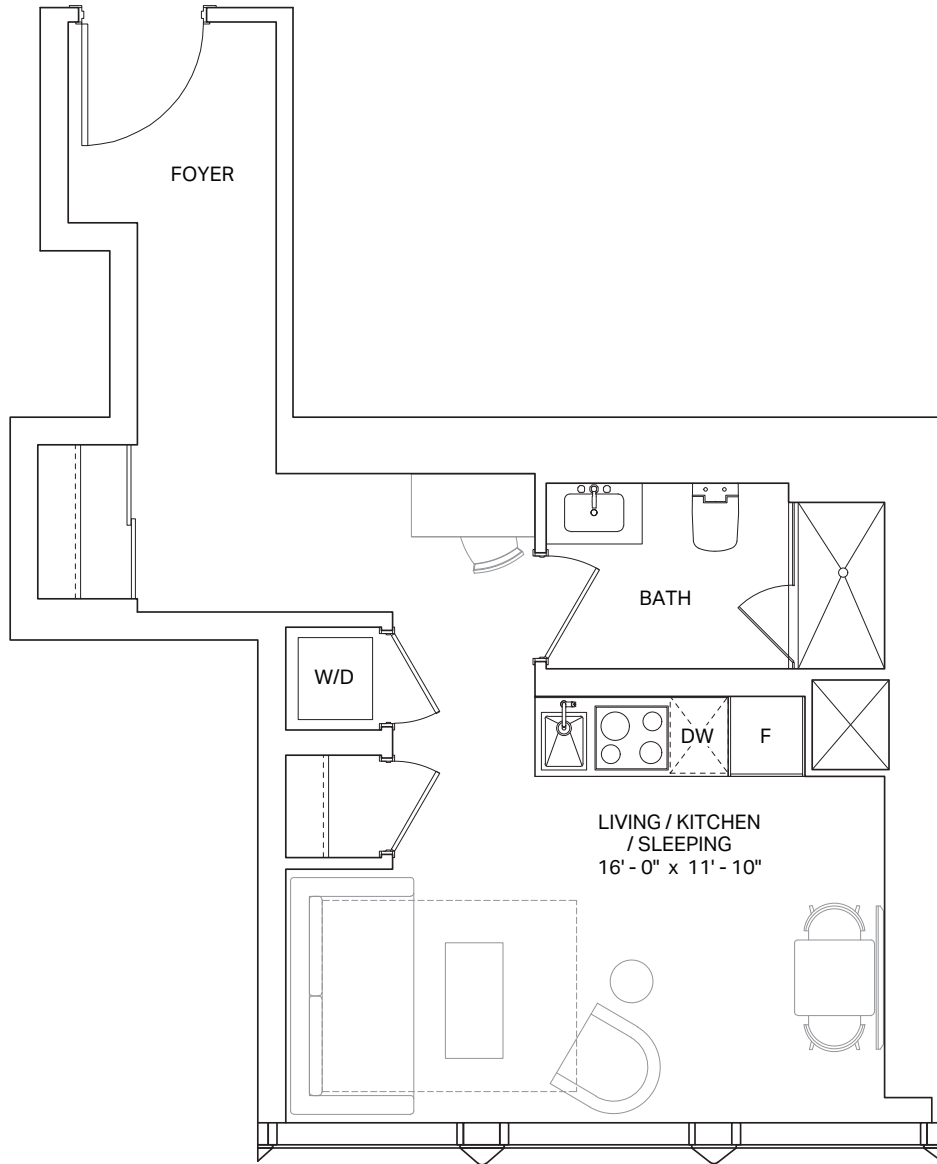 FOYER
BATH
W/D
DW
F
LIVING / KITCHEN
/ SLEEPING
16' - 0" x 11' - 10"